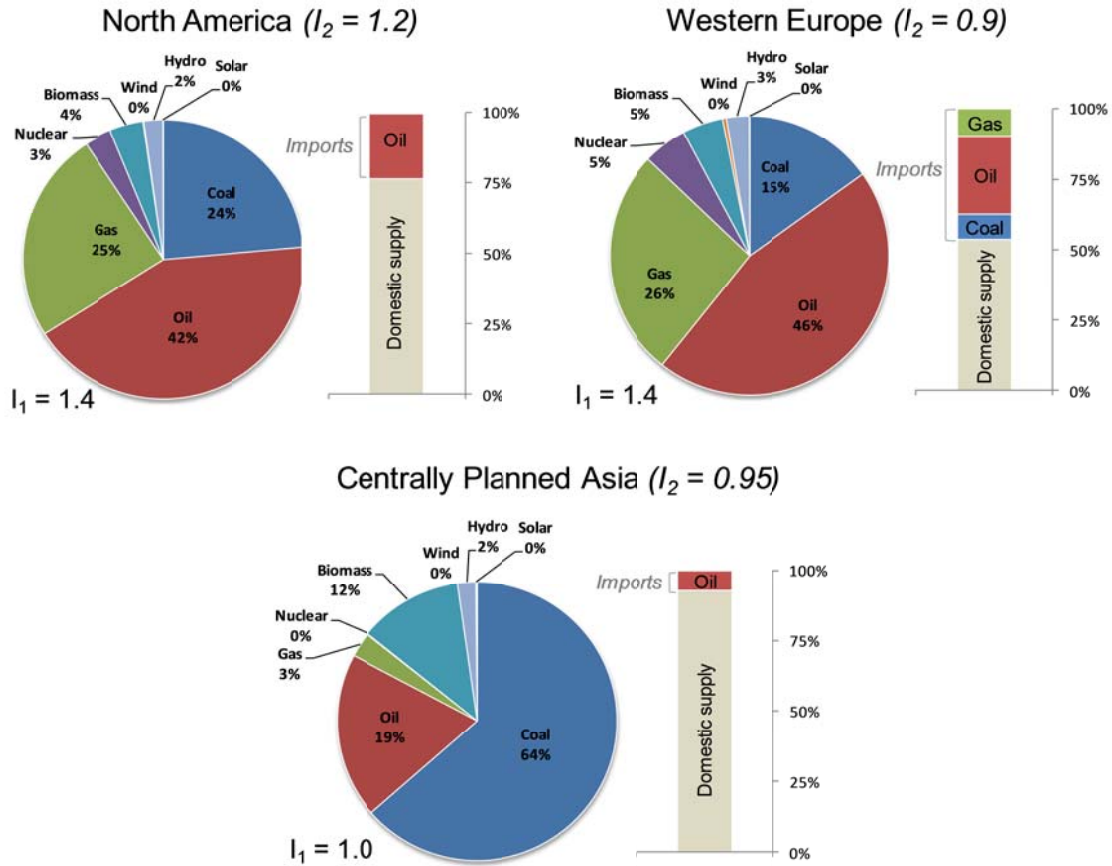 North America (I₂ = 1.2)
Hydro
2%
Solar
0%
Wind
0%
Biomass
4%
Nuclear
3%
Coal
24%
Gas
25%
Oil
42%
I₁ = 1.4
Imports
Oil
Domestic supply
100%
75%
50%
25%
0%
Western Europe (I₂ = 0.9)
Hydro
3%
Solar
0%
Wind
0%
Biomass
5%
Nuclear
5%
Coal
15%
Gas
26%
Oil
46%
I₁ = 1.4
Imports
Gas
Oil
Coal
Domestic supply
100%
75%
50%
25%
0%
Centrally Planned Asia (I₂ = 0.95)
Hydro
2%
Solar
0%
Wind
0%
Biomass
12%
Nuclear
0%
Gas
3%
Oil
19%
Coal
64%
I₁ = 1.0
Imports
Oil
Domestic supply
100%
75%
50%
25%
0%